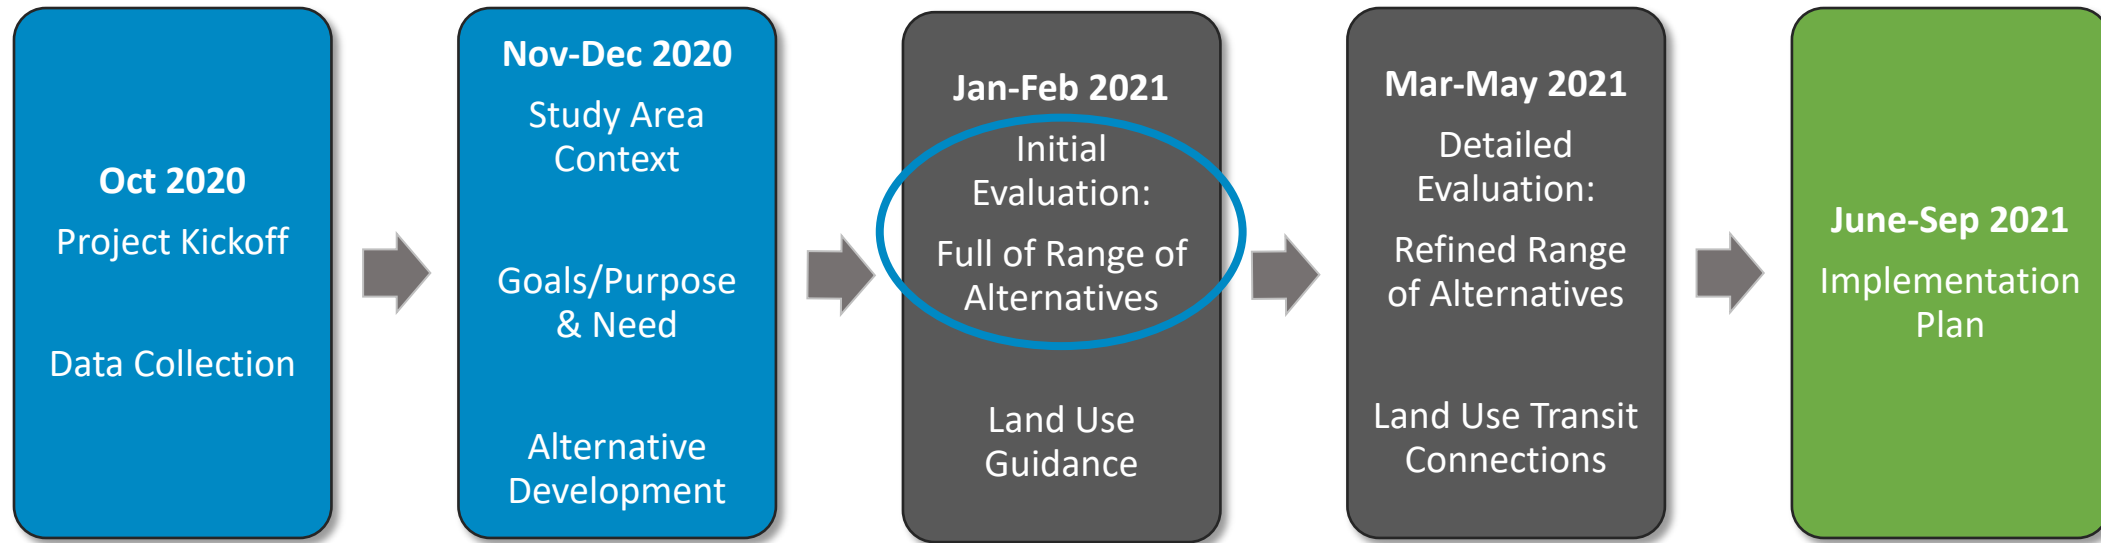 Oct 2020
Project Kickoff
Data Collection
Nov-Dec 2020
Study Area
Context
Goals/Purpose
& Need
Alternative
Development
Jan-Feb 2021
Initial
Evaluation:
Full of Range of
Alternatives
Land Use
Guidance
Mar-May 2021
Detailed
Evaluation:
Refined Range
of Alternatives
Land Use Transit
Connections
June-Sep 2021
Implementation
Plan